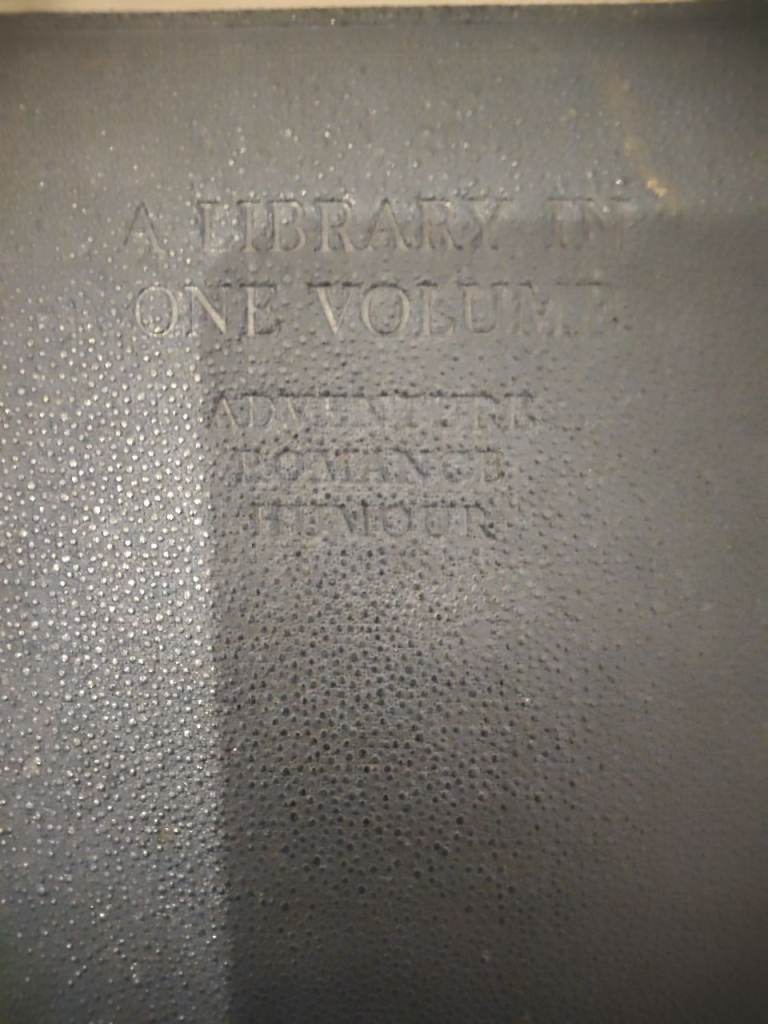 A LIBRARY IN
ONE VOLUME
ADVENTURE
ROMANCE
HUMOUR